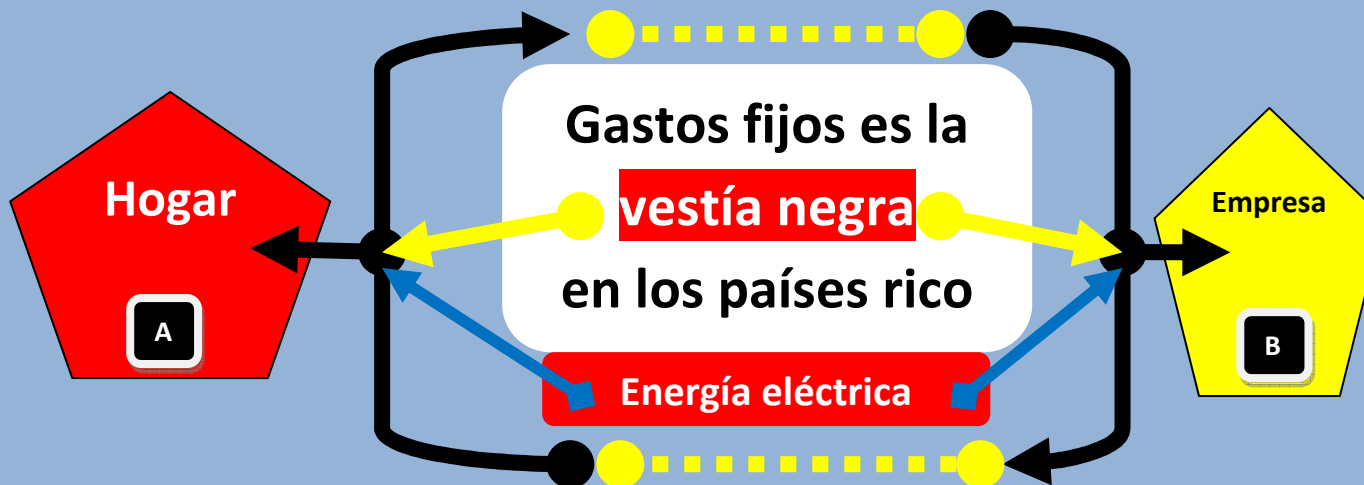 Gastos fijos es la
Hogar
vestía negra
Empresa
en los países rico
A
B
Energía eléctrica